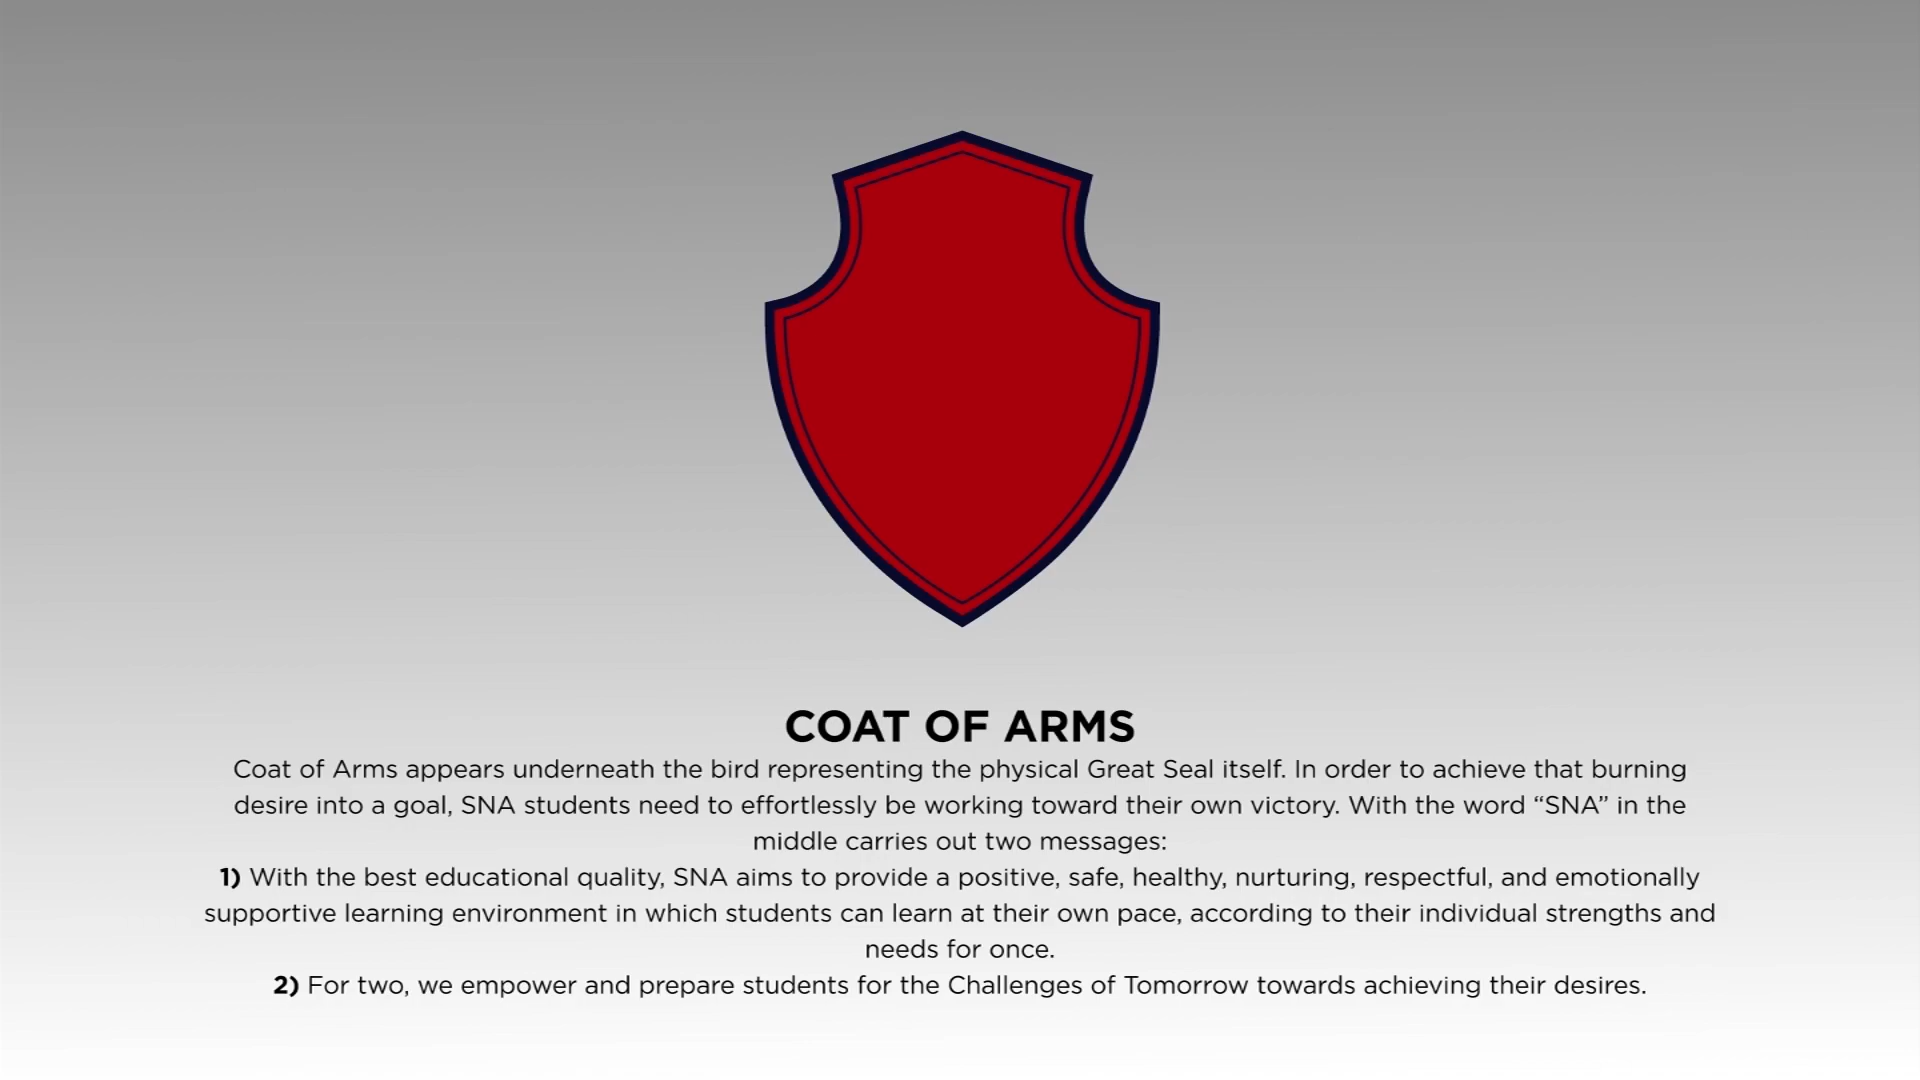 COAT OF ARMS
Coat of Arms appears underneath the bird representing the physical Great Seal itself. In order to achieve that burning
desire into a goal, SNA students need to effortlessly be working toward their own victory. With the word “SNA” in the
middle carries out two messages:
1) With the best educational quality, SNA aims to provide a positive, safe, healthy, nurturing, respectful, and emotionally
supportive learning environment in which students can learn at their own pace, according to their individual strengths and
needs for once.
2) For two, we empower and prepare students for the Challenges of Tomorrow towards achieving their desires.